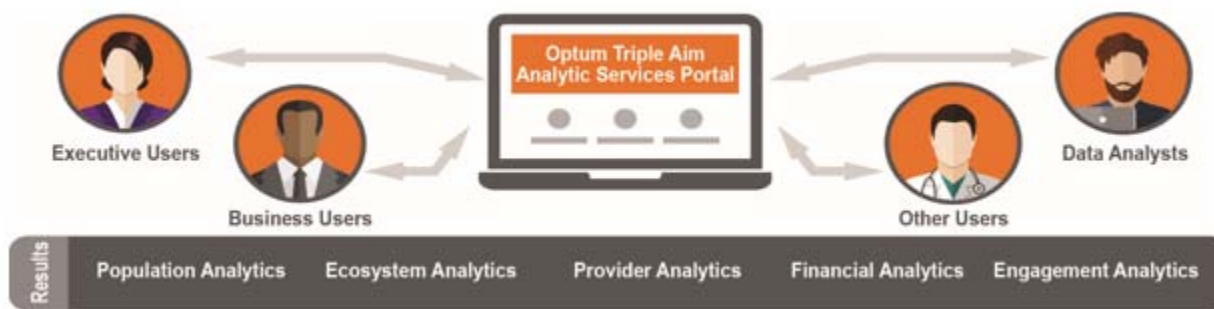 Optum Triple Aim
Analytic Services Portal
Executive Users
Business Users
Other Users
Data Analysts
Results
Population Analytics
Ecosystem Analytics
Provider Analytics
Financial Analytics
Engagement Analytics